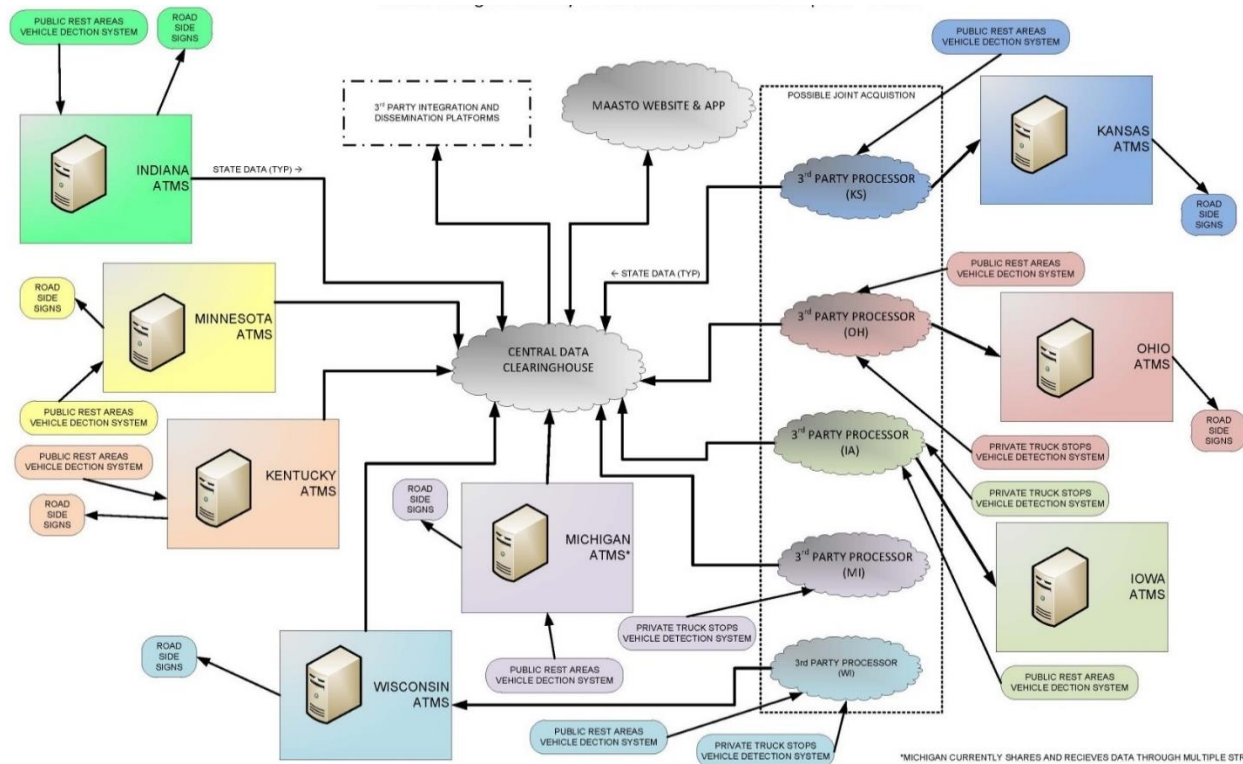 PUBLIC REST AREAS
VEHICLE DECTION SYSTEM
ROAD
SIDE
SIGNS
INDIANA
ATMS
STATE DATA (TYP) →
3rd PARTY INTEGRATION AND
DISSEMINATION PLATFORMS
MAASTO WEBSITE & APP
POSSIBLE JOINT ACQUISTION
PUBLIC REST AREAS
VEHICLE DECTION SYSTEM
3rd PARTY PROCESSOR
(KS)
KANSAS
ATMS
ROAD
SIDE
SIGNS
← STATE DATA (TYP)
ROAD
SIDE
SIGNS
MINNESOTA
ATMS
PUBLIC REST AREAS
VEHICLE DECTION SYSTEM
CENTRAL DATA
CLEARINGHOUSE
PUBLIC REST AREAS
VEHICLE DECTION SYSTEM
3rd PARTY PROCESSOR
(OH)
OHIO
ATMS
ROAD
SIDE
SIGNS
PUBLIC REST AREAS
VEHICLE DECTION SYSTEM
KENTUCKY
ATMS
ROAD
SIDE
SIGNS
3rd PARTY PROCESSOR
(IA)
PRIVATE TRUCK STOPS
VEHICLE DETECTION SYSTEM
PRIVATE TRUCK STOPS
VEHICLE DETECTION SYSTEM
ROAD
SIDE
SIGNS
MICHIGAN
ATMS*
3rd PARTY PROCESSOR
(MI)
IOWA
ATMS
PRIVATE TRUCK STOPS
VEHICLE DETECTION SYSTEM
ROAD
SIDE
SIGNS
WISCONSIN
ATMS
PUBLIC REST AREAS
VEHICLE DETECTION SYSTEM
3rd PARTY PROCESSOR
(WI)
PUBLIC REST AREAS
VEHICLE DETECTION SYSTEM
PUBLIC REST AREAS
VEHICLE DETECTION SYSTEM
PRIVATE TRUCK STOPS
VEHICLE DETECTION SYSTEM
*MICHIGAN CURRENTLY SHARES AND RECIEVES DATA THROUGH MULTIPLE